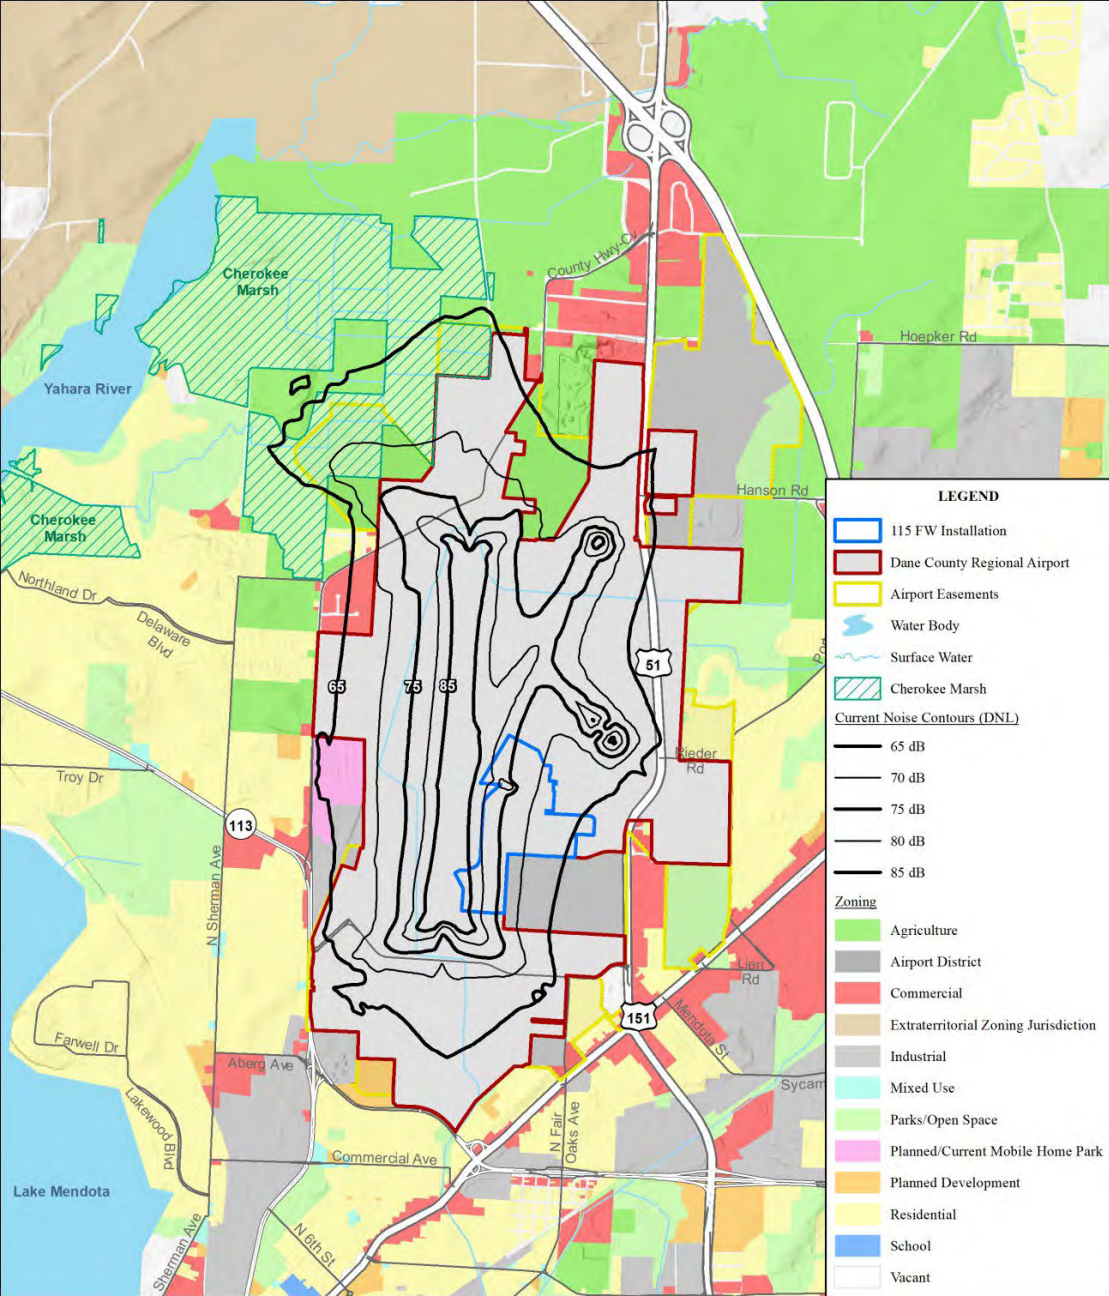 County Hwy-Cv
Cherokee
Marsh
Hoepker Rd
Yahara River
Hanson Rd
Cherokee
Marsh
Northland Dr
Delaware
Blvd
65
75
85
51
Rieder
Rd
Troy Dr
113
N Sherman Ave
Lien
Rd
151
Mendota St
Farwell Dr
Aberg Ave
Sycam
Lakewood Blvd
N Fair
Oaks Ave
Commercial Ave
Lake Mendota
N 6th St
Sherman Ave
LEGEND
115 FW Installation
Dane County Regional Airport
Airport Easements
Water Body
Surface Water
Cherokee Marsh
Current Noise Contours (DNL)
65 dB
70 dB
75 dB
80 dB
85 dB
Zoning
Agriculture
Airport District
Commercial
Extraterritorial Zoning Jurisdiction
Industrial
Mixed Use
Parks/Open Space
Planned/Current Mobile Home Park
Planned Development
Residential
School
Vacant